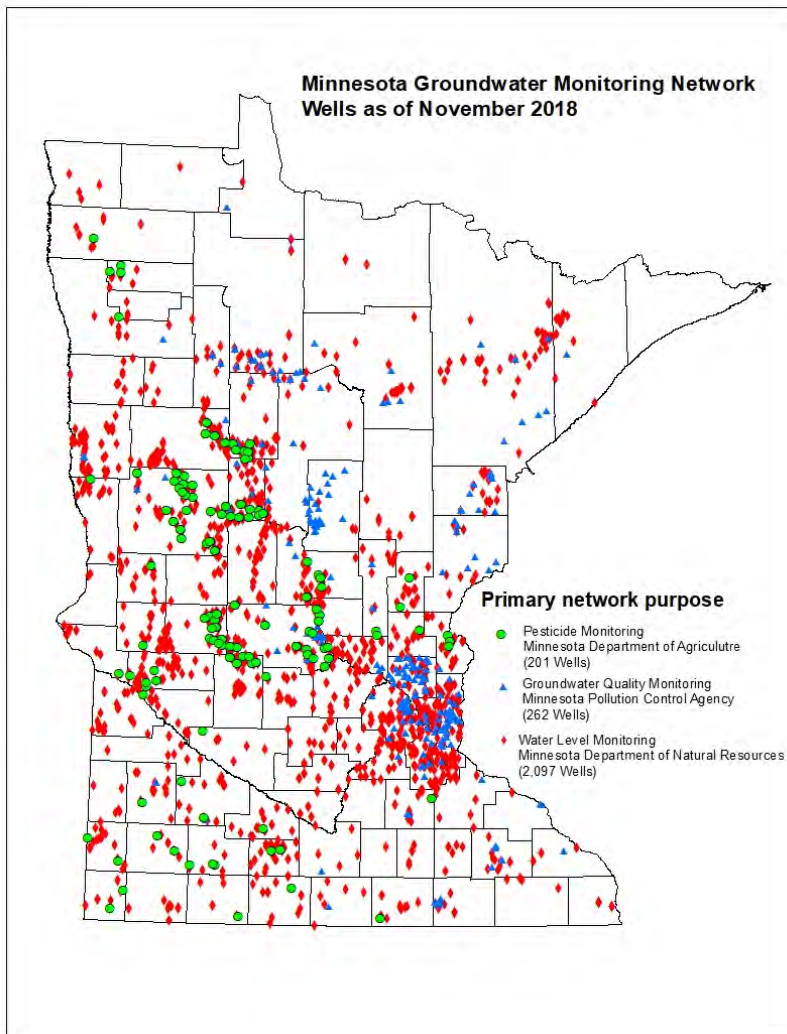 Minnesota Groundwater Monitoring Network
Wells as of November 2018
Primary network purpose
Pesticide Monitoring
Minnesota Department of Agriculutre
(201 Wells)
Groundwater Quality Monitoring
Minnesota Pollution Control Agency
(262 Wells)
Water Level Monitoring
Minnesota Department of Natural Resources
(2,097 Wells)